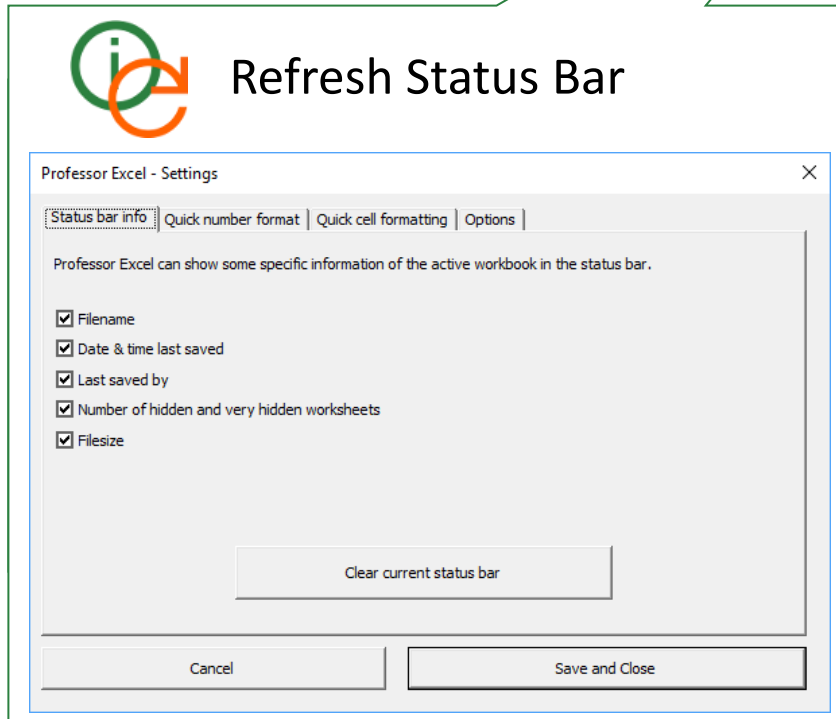 Refresh Status Bar
Professor Excel - Settings
Status bar info Quick number format Quick cell formatting Options
Professor Excel can show some specific information of the active workbook in the status bar.
Filename
Date & time last saved
Last saved by
Number of hidden and very hidden worksheets
Filesize
Clear current status bar
Cancel Save and Close